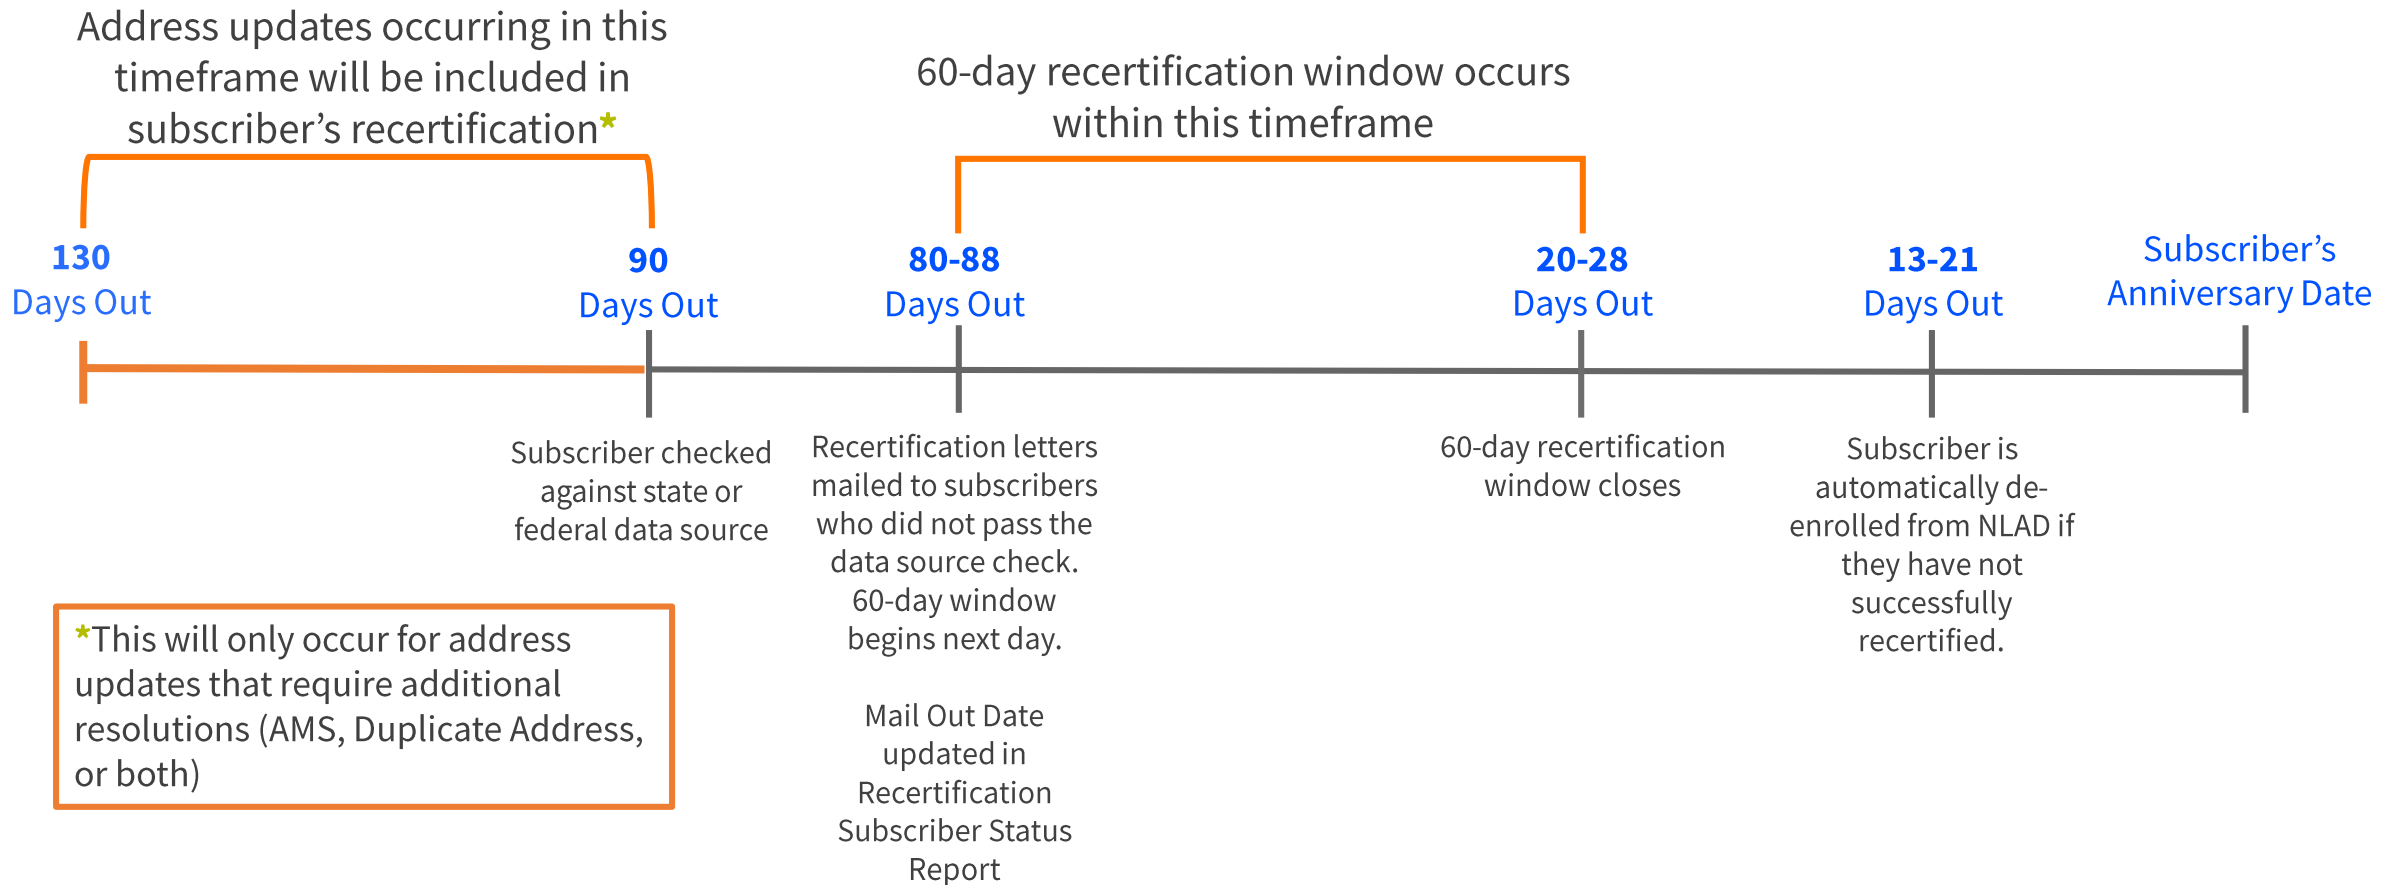 Address updates occurring in this
timeframe will be included in
subscriber’s recertification*
60-day recertification window occurs
within this timeframe
130
Days Out
90
Days Out
80-88
Days Out
20-28
Days Out
13-21
Days Out
Subscriber’s
Anniversary Date
Subscriber checked
against state or
federal data source
Recertification letters
mailed to subscribers
who did not pass the
data source check.
60-day window
begins next day.
Mail Out Date
updated in
Recertification
Subscriber Status
Report
60-day recertification
window closes
Subscriber is
automatically de-
enrolled from NLAD if
they have not
successfully
recertified.
*This will only occur for address
updates that require additional
resolutions (AMS, Duplicate Address,
or both)